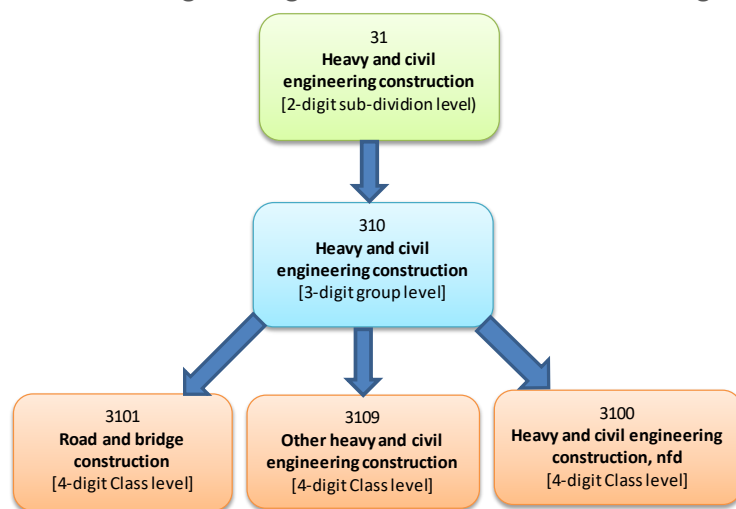 31
Heavy and civil
engineering construction
[2-digit sub-dividion level)
310
Heavy and civil
engineering construction
[3-digit group level]
3101
Road and bridge
construction
[4-digit Class level]
3109
Other heavy and civil
engineering construction
[4-digit Class level]
3100
Heavy and civil engineering
construction, nfd
[4-digit Class level]